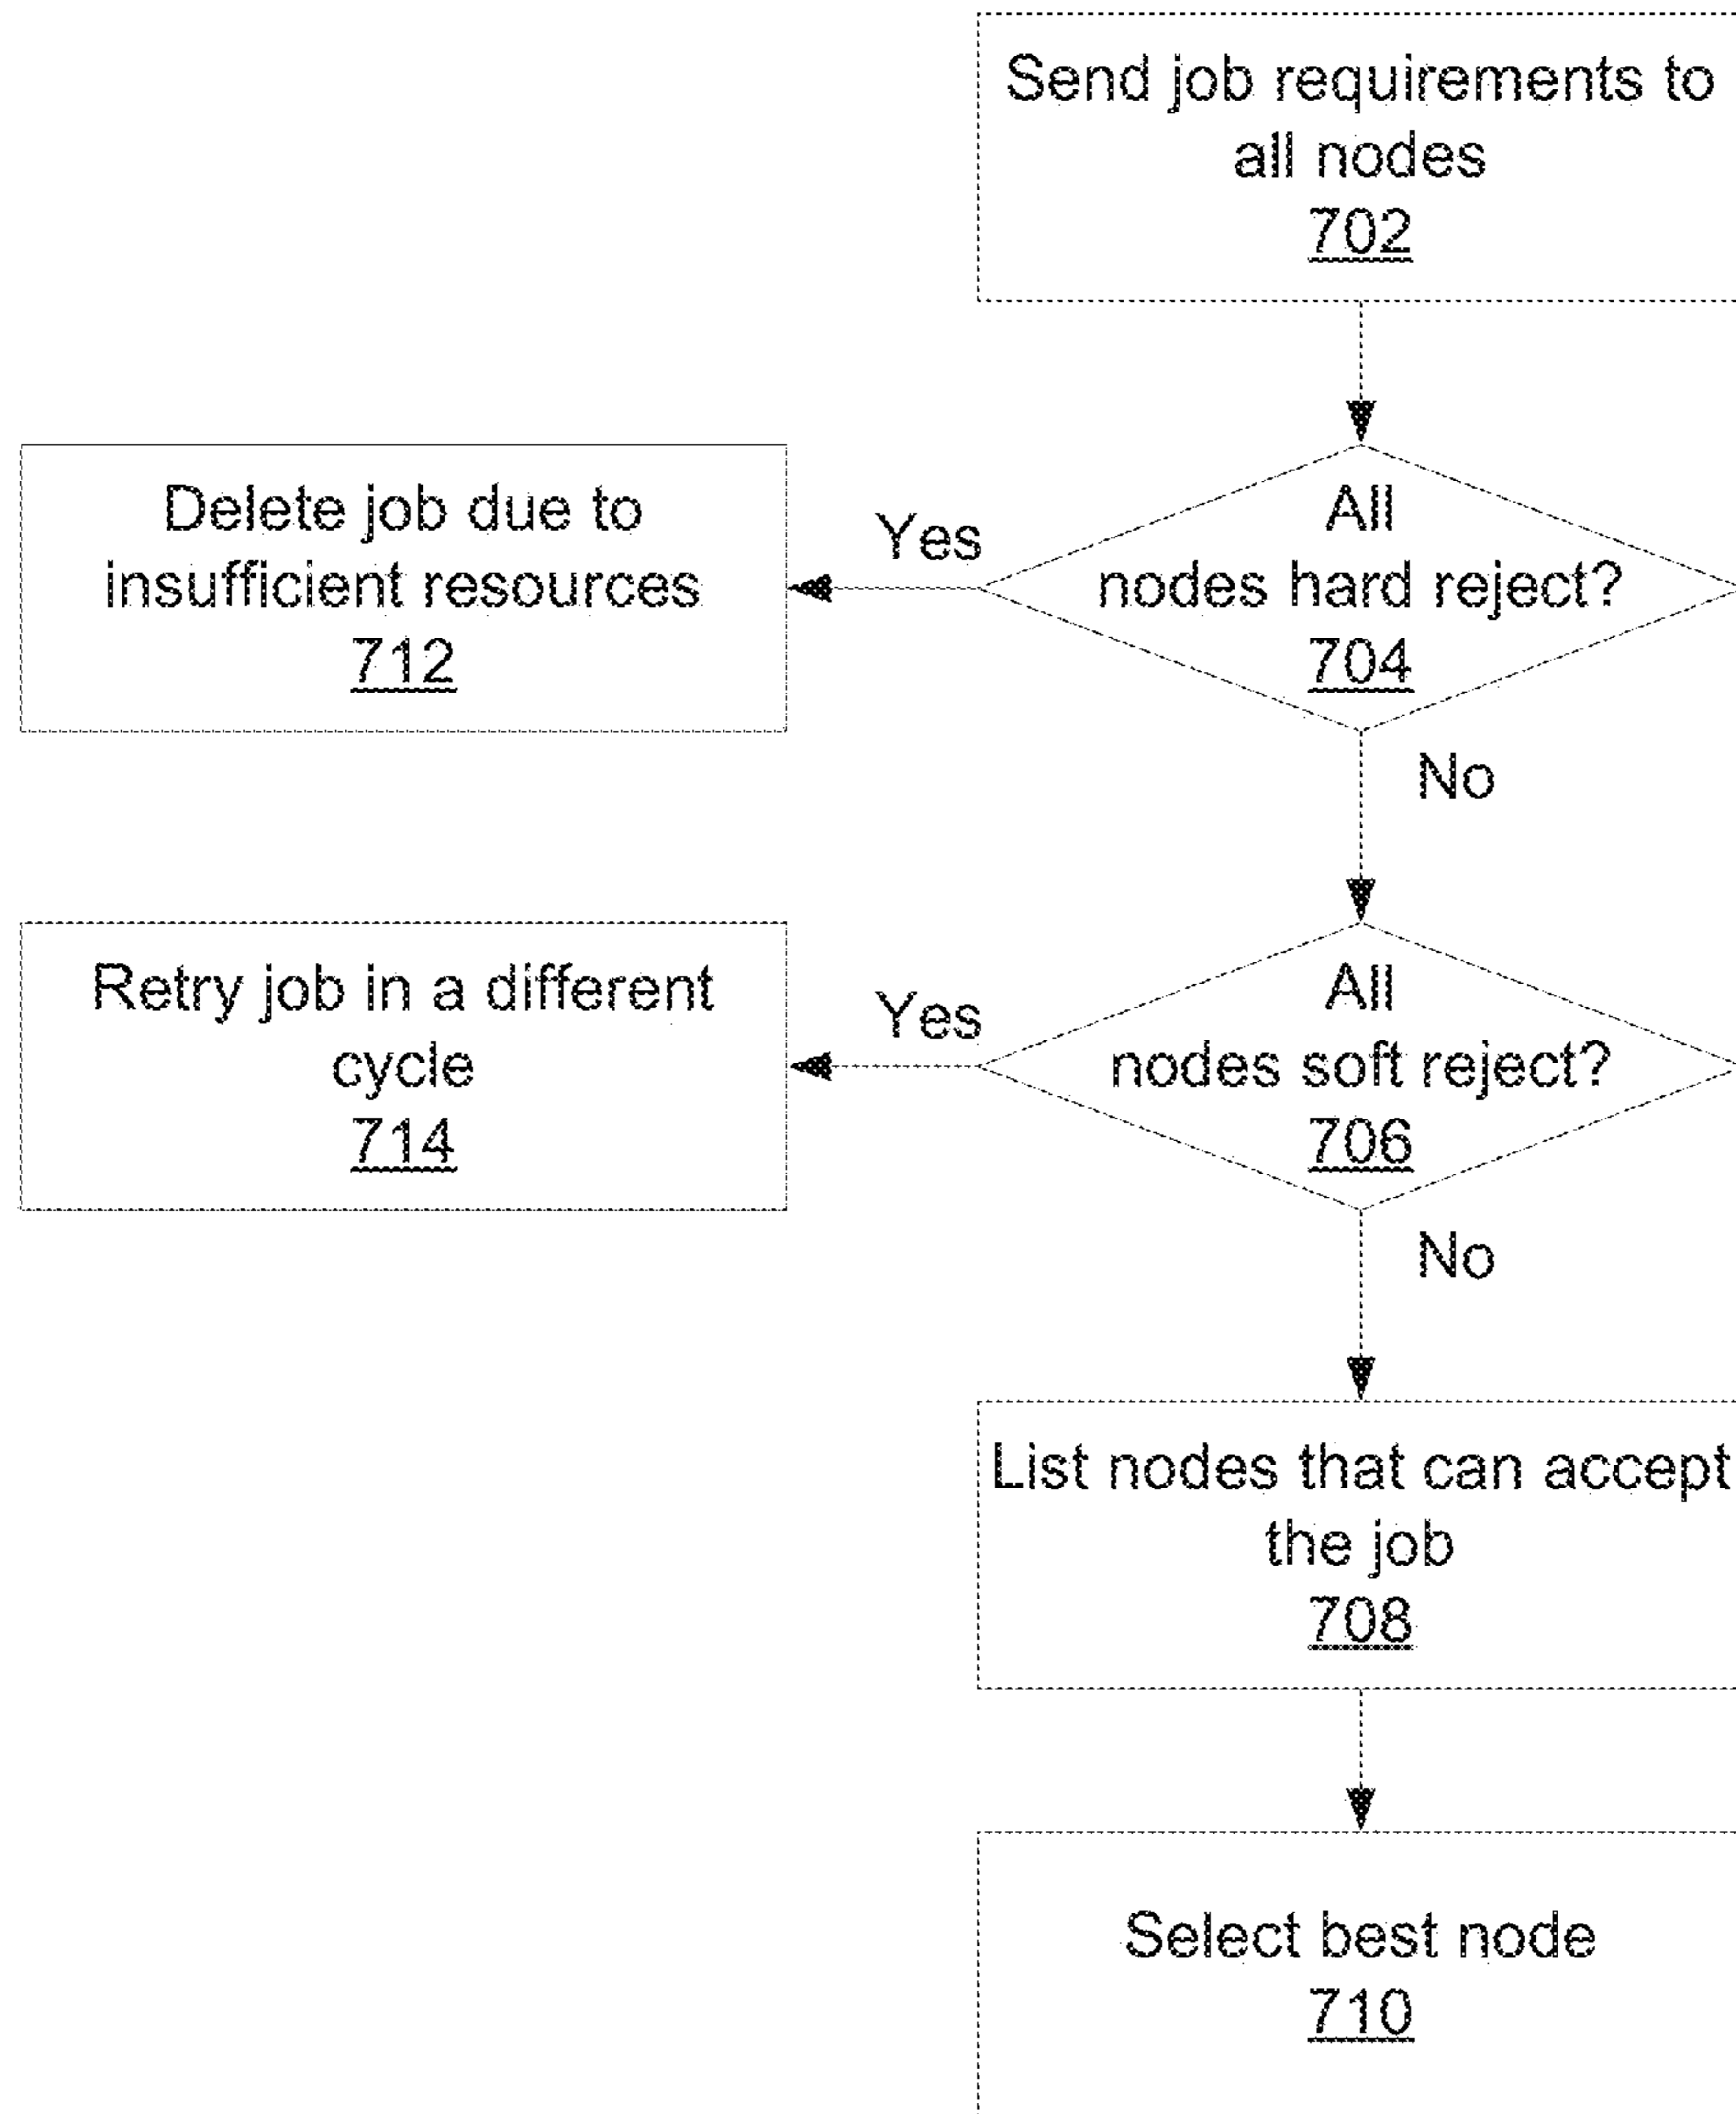 Send job requirements to
all nodes
702
All
nodes hard reject?
704
Yes
Delete job due to
insufficient resources
712
No
All
nodes soft reject?
706
Yes
Retry job in a different
cycle
714
No
List nodes that can accept
the job
708
Select best node
710